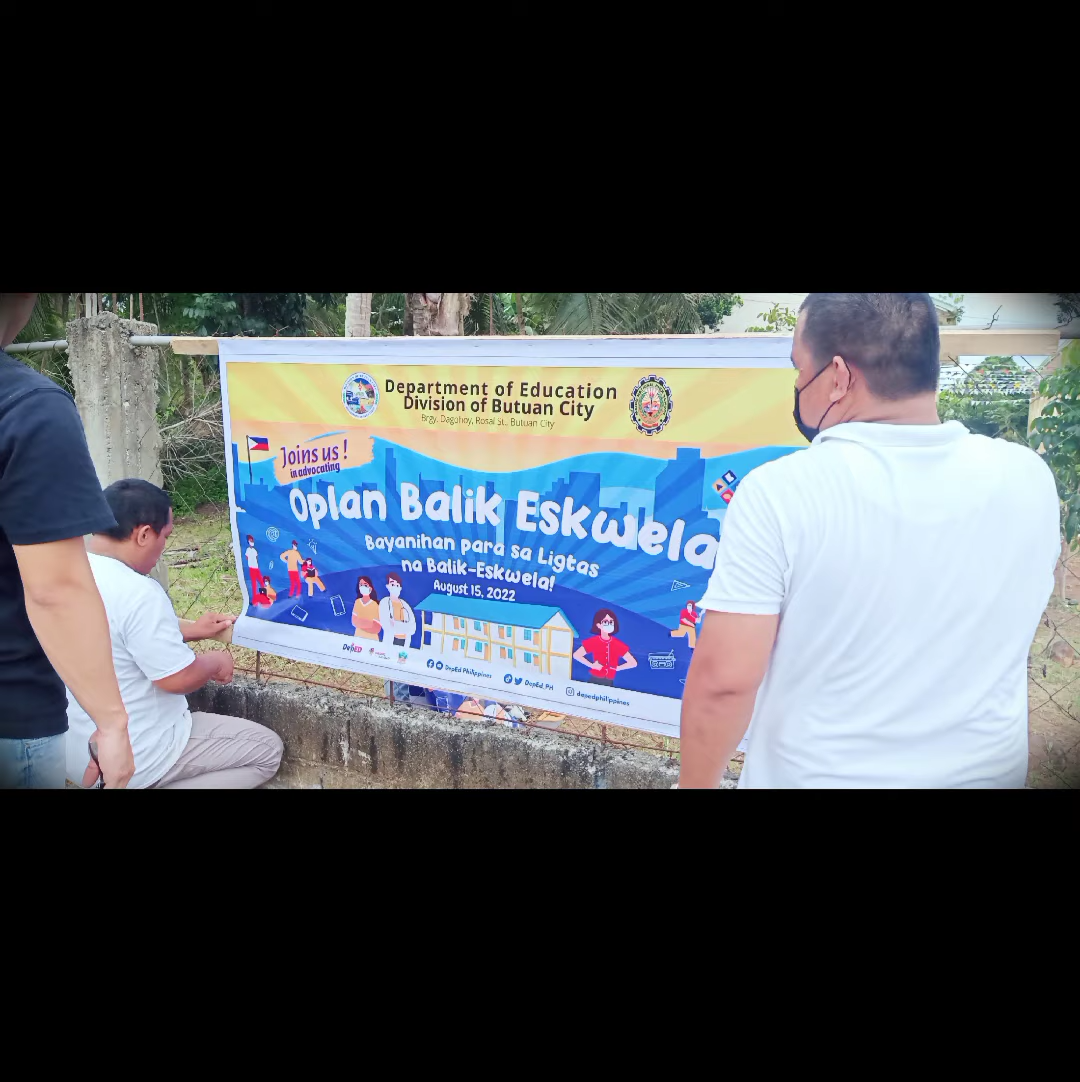 Department of Education
Division of Butuan City
Brgy. Dagohoy, Rosal St., Butuan City
Joins us !
in advocating
Oplan Balik Eskwela
Bayanihan para sa Ligtas
na Balik-Eskwela!
August 15, 2022
DepED
DepEd Philippines
DepEd_PH
depedphilippines